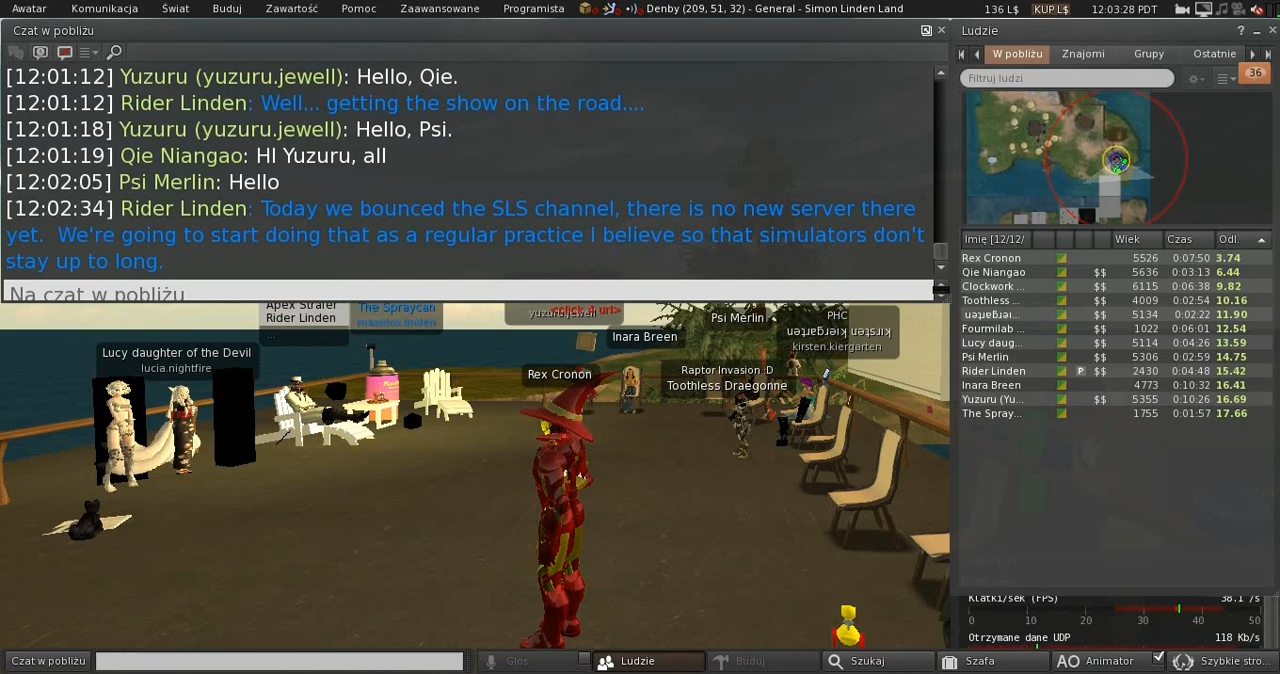 Awatar Komunikacja Świat Buduj Zawartość Pomoc Zaawansowane Programista Denby (209, 51, 32) - General - Simon Linden Land 136 L$ KUP L$ 12:03:28 PDT
Czat w pobliżu
[12:01:12] Yuzuru (yuzuru.jewell): Hello, Qie.
[12:01:12] Rider Linden: Well... getting the show on the road....
[12:01:18] Yuzuru (yuzuru.jewell): Hello, Psi.
[12:01:19] Qie Niangao: HI Yuzuru, all
[12:02:05] Psi Merlin: Hello
[12:02:34] Rider Linden: Today we bounced the SLS channel, there is no new server there
yet. We're going to start doing that as a regular practice I believe so that simulators don't
stay up to long.
Na czat w pobliżu
Apex Strafer
Rider Linden
The Spraycan
mazidox.linden
yuzuru.jewell
Inara Breen
Psi Merlin
PHC
kirsten.kiergarten
Lucy daughter of the Devil
lucia.nightfire
Rex Cronon
Raptor Invasion :D
Toothless Draegonne
Ludzie
W pobliżu Znajomi Grupy Ostatnie
Filtruj ludzi
36
Imię [12/12/ Wiek Czas Odl.
Rex Cronon 5526 0:07:50 3.74
Qie Niangao $$ 5636 0:03:13 6.44
Clockwork ... $$ 6115 0:06:38 9.82
Toothless ... $$ 4009 0:02:54 10.16
5134 0:02:22 11.90
Fourmilab ... $$ 1022 0:06:01 12.54
Lucy daug... $$ 5114 0:04:26 13.59
Psi Merlin $$ 5306 0:02:59 14.75
Rider Linden P $$ 2430 0:04:48 15.42
Inara Breen 4773 0:10:32 16.41
Yuzuru (Yu... $$ 5355 0:10:26 16.69
The Spray... 1755 0:01:57 17.66
Klatki/sek (FPS) 38.1 /s
0 10 20 30 40 50
Otrzymane dane UDP 118 Kb/s
Czat w pobliżu Głos Ludzie Buduj Szukaj Szafa AO Animator Szybkie stro...